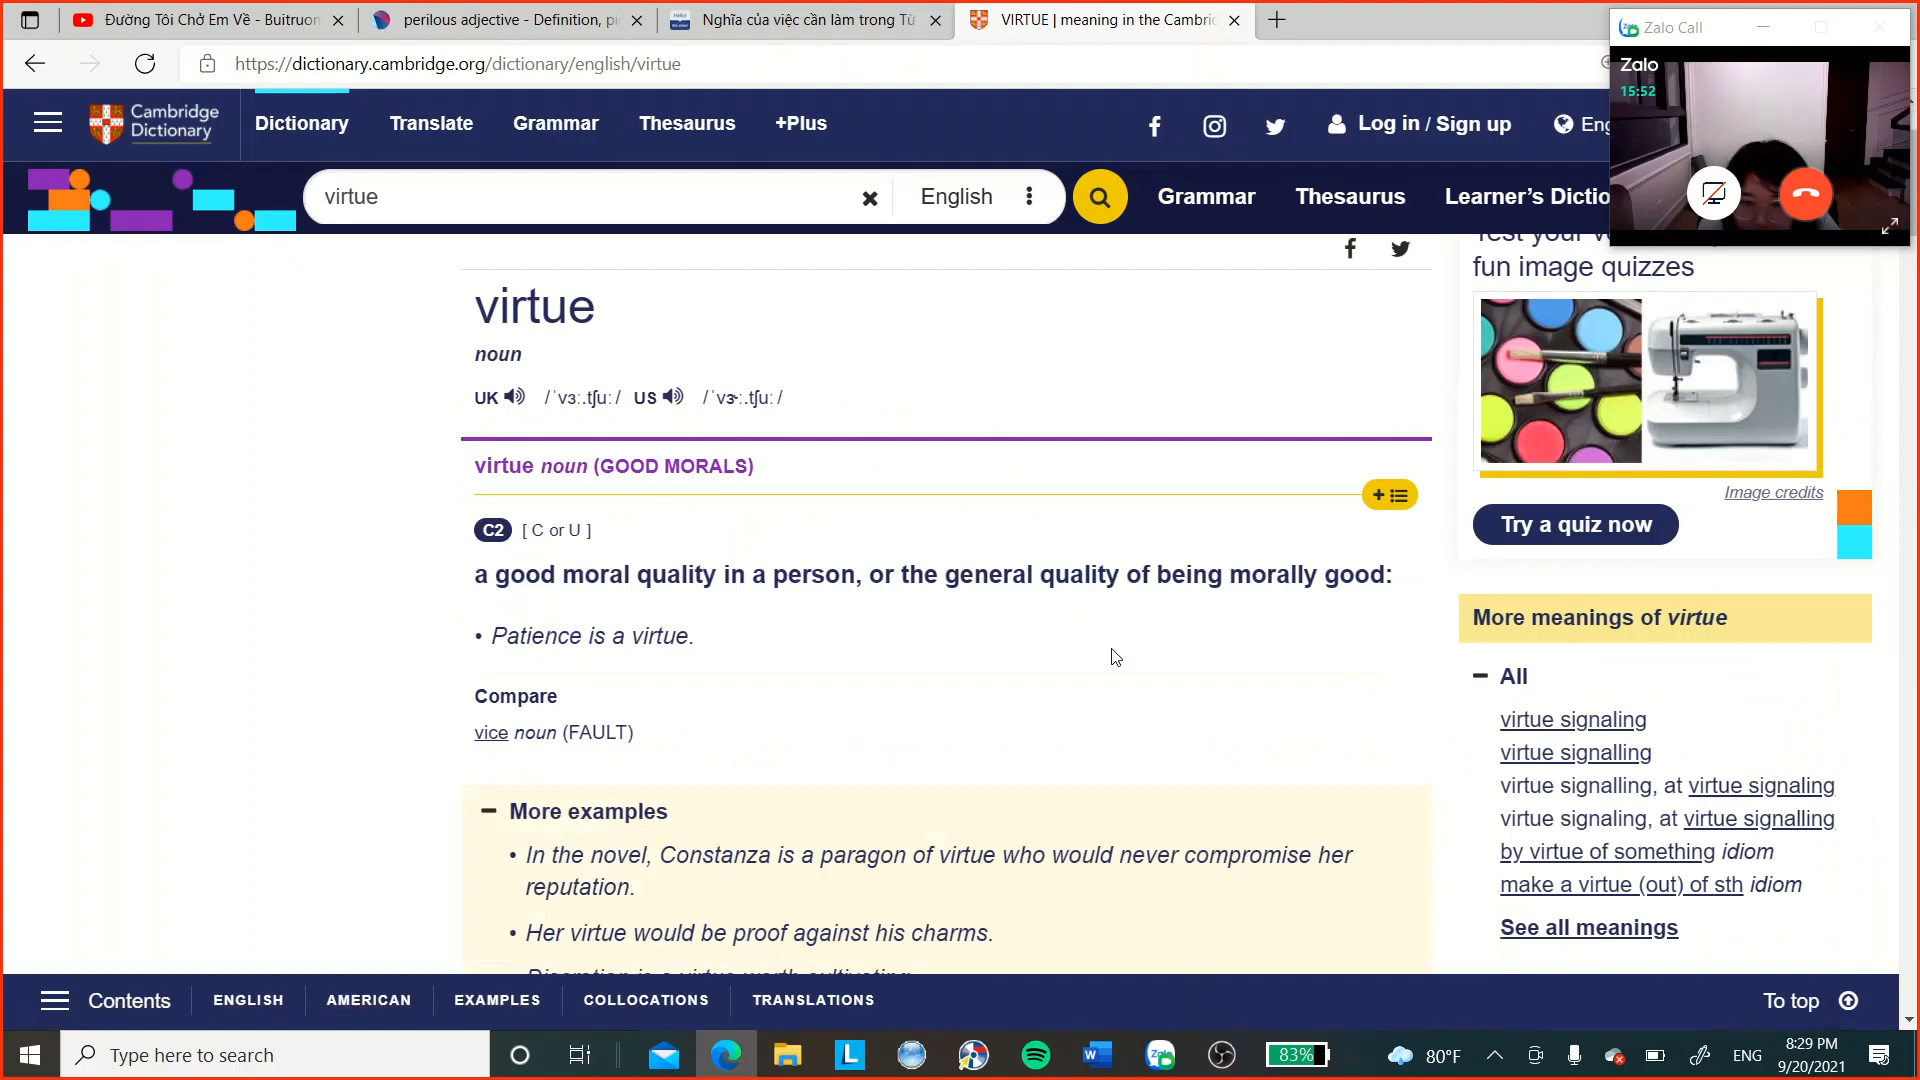 Đường Tôi Chở Em Về - Buitruon
perilous adjective - Definition, pi
Nghĩa của việc cần làm trong Từ
VIRTUE | meaning in the Cambri
Zalo Call
https://dictionary.cambridge.org/dictionary/english/virtue
Zalo
15:52
Cambridge
Dictionary
Dictionary
Translate
Grammar
Thesaurus
+Plus
Log in / Sign up
Eng
virtue
English
Grammar
Thesaurus
Learner's Dictio
fun image quizzes
virtue
noun
UK /ˈvɜː.tʃuː/ US /ˈvɝː.tʃuː/
virtue noun (GOOD MORALS)
Image credits
Try a quiz now
C2 [ C or U ]
a good moral quality in a person, or the general quality of being morally good:
• Patience is a virtue.
Compare
vice noun (FAULT)
More meanings of virtue
All
virtue signaling
virtue signalling
virtue signalling, at virtue signaling
virtue signaling, at virtue signalling
by virtue of something idiom
make a virtue (out) of sth idiom
See all meanings
More examples
• In the novel, Constanza is a paragon of virtue who would never compromise her
reputation.
• Her virtue would be proof against his charms.
Discretion is a virtue worth cultivating.
Contents
ENGLISH
AMERICAN
EXAMPLES
COLLOCATIONS
TRANSLATIONS
To top
Type here to search
83%
80°F
ENG
8:29 PM
9/20/2021